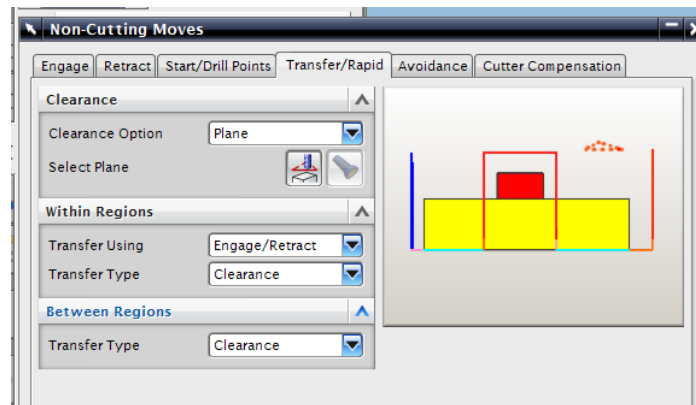 Non-Cutting Moves
Engage Retract Start/Drill Points Transfer/Rapid Avoidance Cutter Compensation
Clearance
Clearance Option Plane
Select Plane
Within Regions
Transfer Using Engage/Retract
Transfer Type Clearance
Between Regions
Transfer Type Clearance